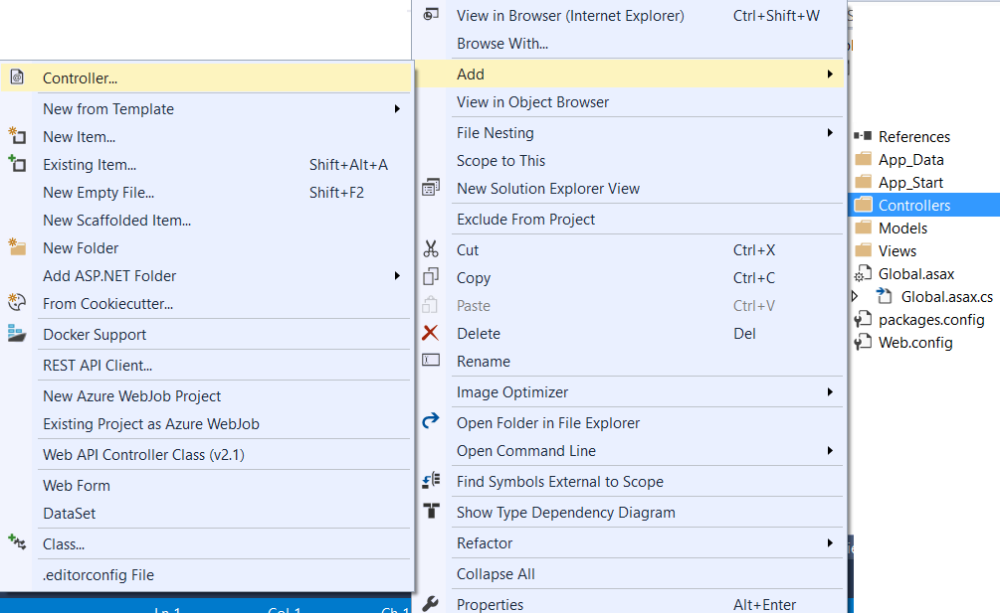 View in Browser (Internet Explorer) Ctrl+Shift+W
Browse With...
Add
View in Object Browser
File Nesting
Scope to This
New Solution Explorer View
Exclude From Project
Cut Ctrl+X
Copy Ctrl+C
Paste Ctrl+V
Delete Del
Rename
Image Optimizer
Open Folder in File Explorer
Open Command Line
Find Symbols External to Scope
Show Type Dependency Diagram
Refactor
Collapse All
Properties Alt+Enter
Controller...
New from Template
New Item...
Existing Item... Shift+Alt+A
New Empty File... Shift+F2
New Scaffolded Item...
New Folder
Add ASP.NET Folder
From Cookiecutter...
Docker Support
REST API Client...
New Azure WebJob Project
Existing Project as Azure WebJob
Web API Controller Class (v2.1)
Web Form
DataSet
Class...
.editorconfig File
References
App_Data
App_Start
Controllers
Models
Views
Global.asax
Global.asax.cs
packages.config
Web.config
Ln 1 Col 1 Ch 1